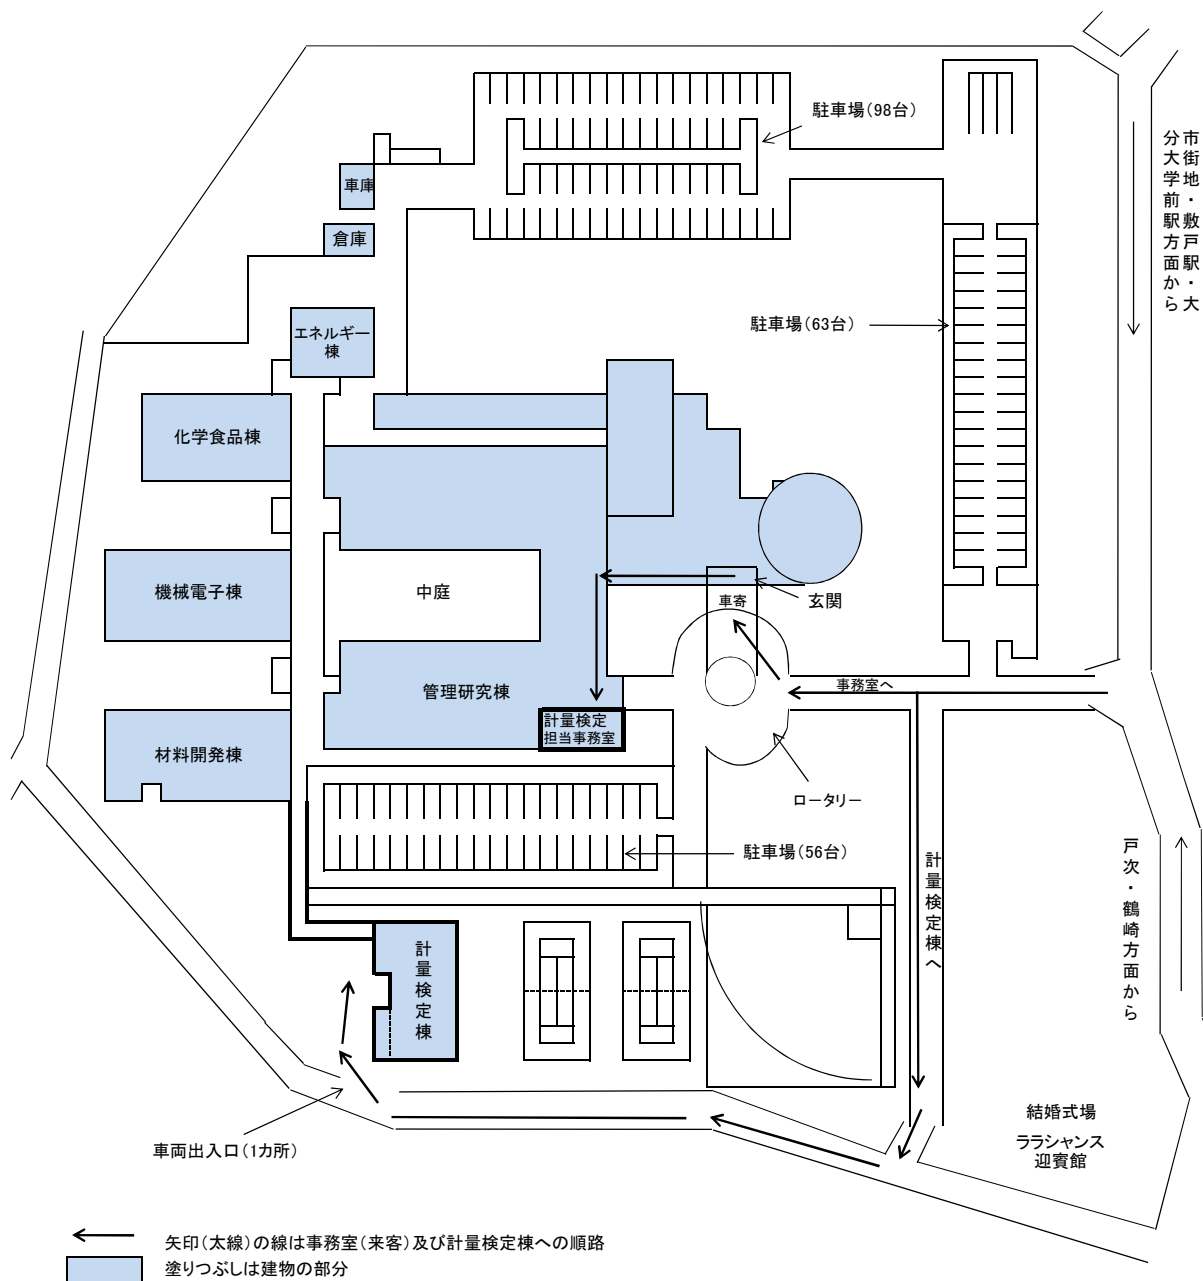 駐車場(98台)
市街地・敷戸駅・大
分大学前駅方面から
車庫
倉庫
エネルギー
棟
駐車場(63台)
化学食品棟
機械電子棟
中庭
車寄
玄関
管理研究棟
事務室へ
計量検定
担当事務室
材料開発棟
ロータリー
駐車場(56台)
計量検定棟へ
戸次・鶴崎方面から
計量検定棟
結婚式場
ララシャンス
迎賓館
車両出入口(1カ所)
矢印(太線)の線は事務室(来客)及び計量検定棟への順路
塗りつぶしは建物の部分